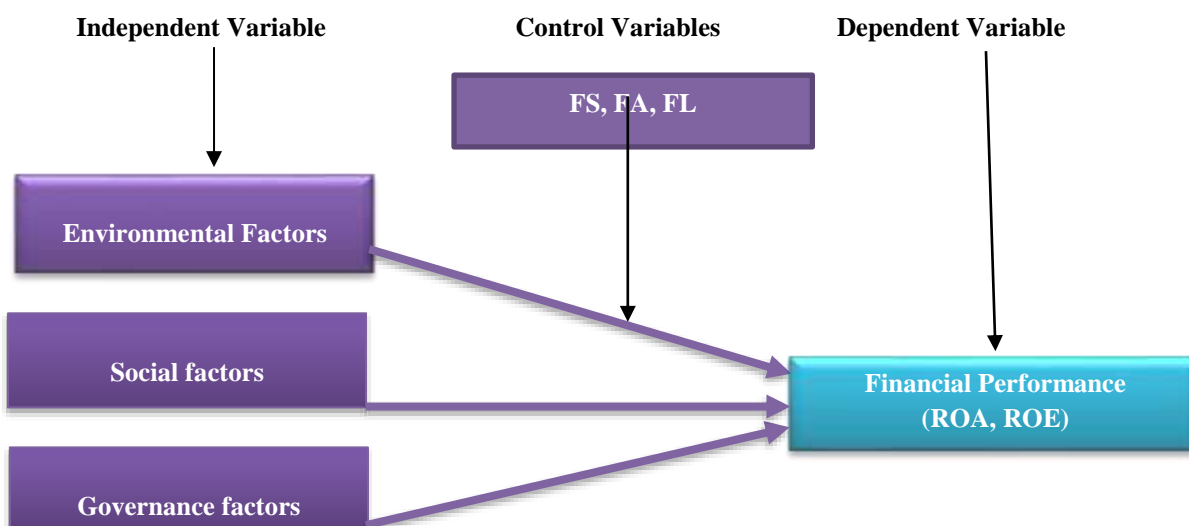 Independent Variable
Control Variables
Dependent Variable
FS, FA, FL
Environmental Factors
Social factors
Financial Performance
(ROA, ROE)
Governance factors